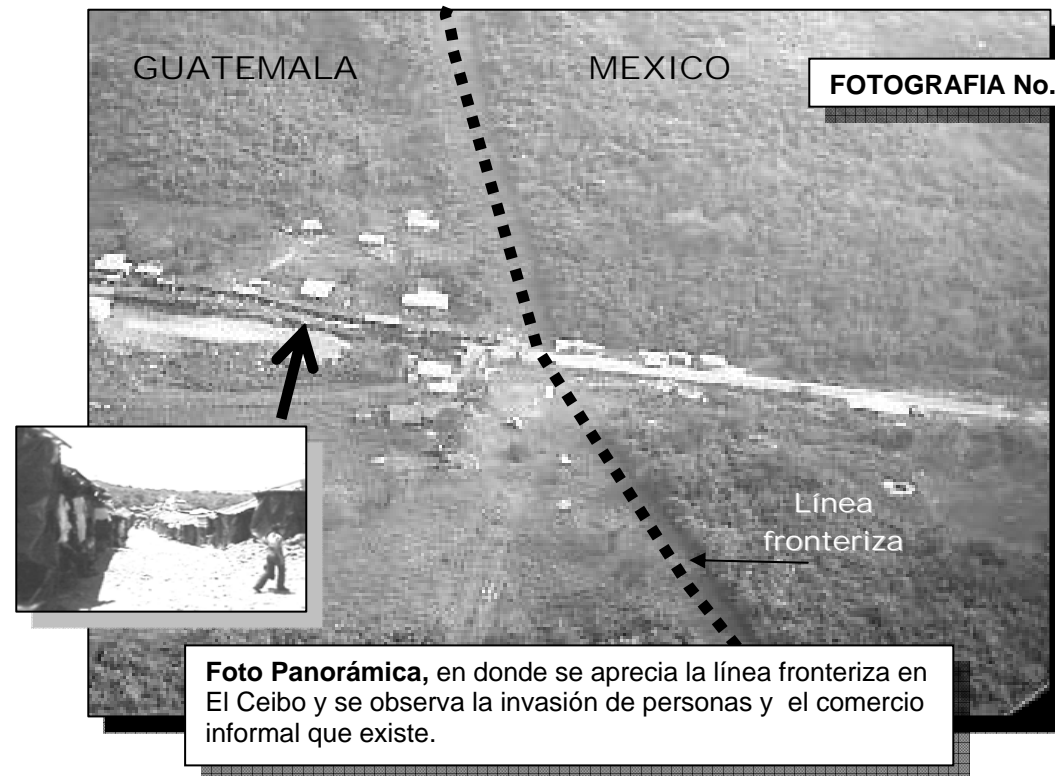 GUATEMALA
MEXICO
FOTOGRAFIA No.
Línea
fronteriza
Foto Panorámica, en donde se aprecia la línea fronteriza en
El Ceibo y se observa la invasión de personas y el comercio
informal que existe.